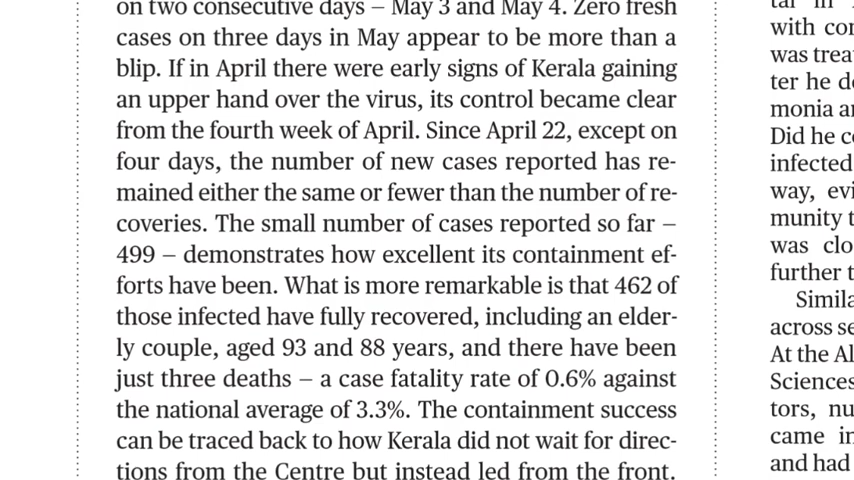 on two consecutive days – May 3 and May 4. Zero fresh
cases on three days in May appear to be more than a
blip. If in April there were early signs of Kerala gaining
an upper hand over the virus, its control became clear
from the fourth week of April. Since April 22, except on
four days, the number of new cases reported has re-
mained either the same or fewer than the number of re-
coveries. The small number of cases reported so far –
499 – demonstrates how excellent its containment ef-
forts have been. What is more remarkable is that 462 of
those infected have fully recovered, including an elder-
ly couple, aged 93 and 88 years, and there have been
just three deaths – a case fatality rate of 0.6% against
the national average of 3.3%. The containment success
can be traced back to how Kerala did not wait for direc-
tions from the Centre but instead led from the front.
with
was
ter he
monia
Did he
infected
way,
munity
was
further
across
At the
Sciences
tors,
came
and had